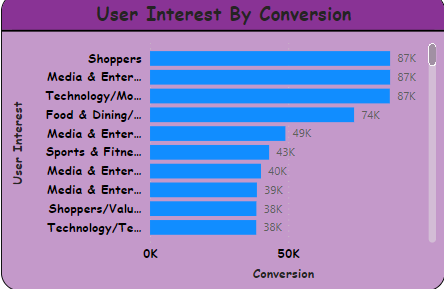 User Interest By Conversion
User Interest
Shoppers 87K
Media & Enter... 87K
Technology/Mo... 87K
Food & Dining/... 74K
Media & Enter... 49K
Sports & Fitne... 43K
Media & Enter... 40K
Media & Enter... 39K
Shoppers/Valu... 38K
Technology/Te... 38K
0K 50K
Conversion